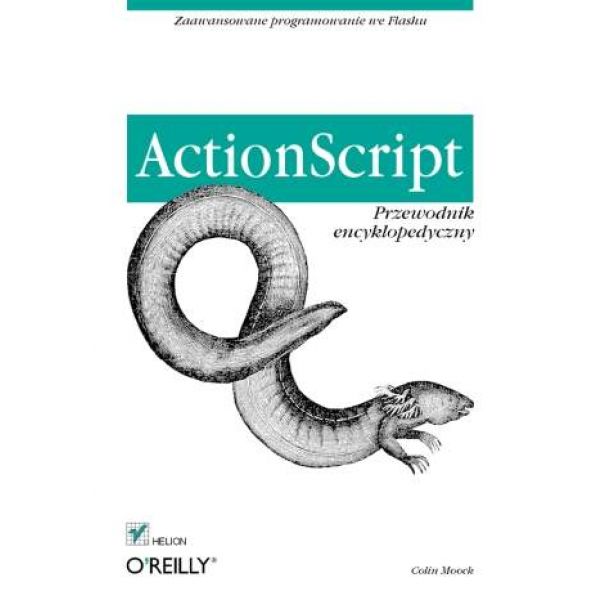 Zaawansowane programowanie we Flashu
ActionScript
Przewodnik
encyklopedyczny
HELION
O'REILLY®
Colin Moock